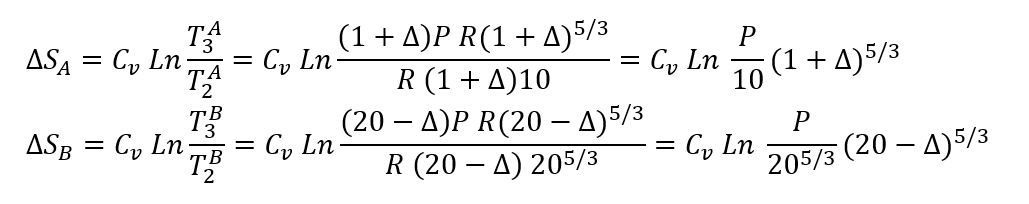 ΔS_A = C_v Ln T_3^A / T_2^A = C_v Ln (1 + Δ)P R(1 + Δ)^{5/3} / R (1 + Δ)10 = C_v Ln P/10 (1 + Δ)^{5/3}
ΔS_B = C_v Ln T_3^B / T_2^B = C_v Ln (20 − Δ)P R(20 − Δ)^{5/3} / R (20 − Δ) 20^{5/3} = C_v Ln P/20^{5/3} (20 − Δ)^{5/3}